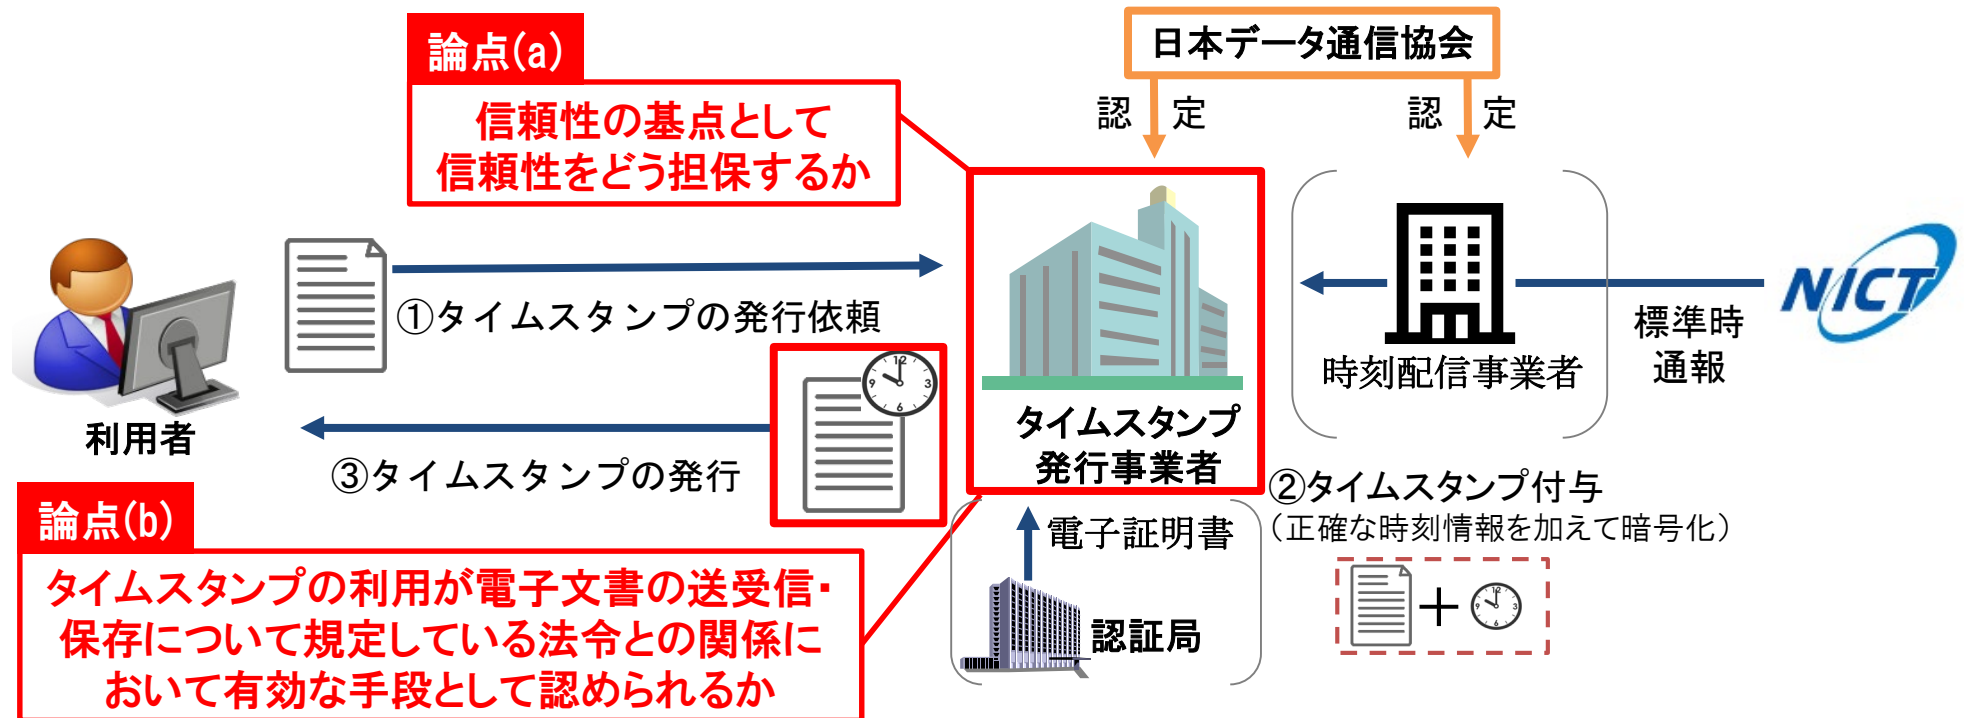 論点(a)
信頼性の基点として
信頼性をどう担保するか
日本データ通信協会
認 定
認 定
①タイムスタンプの発行依頼
利用者
③タイムスタンプの発行
タイムスタンプ
発行事業者
時刻配信事業者
標準時
通報
NICT
②タイムスタンプ付与
（正確な時刻情報を加えて暗号化）
電子証明書
認証局
論点(b)
タイムスタンプの利用が電子文書の送受信・
保存について規定している法令との関係に
おいて有効な手段として認められるか
12
3
6
9
12
3
6
9
＋